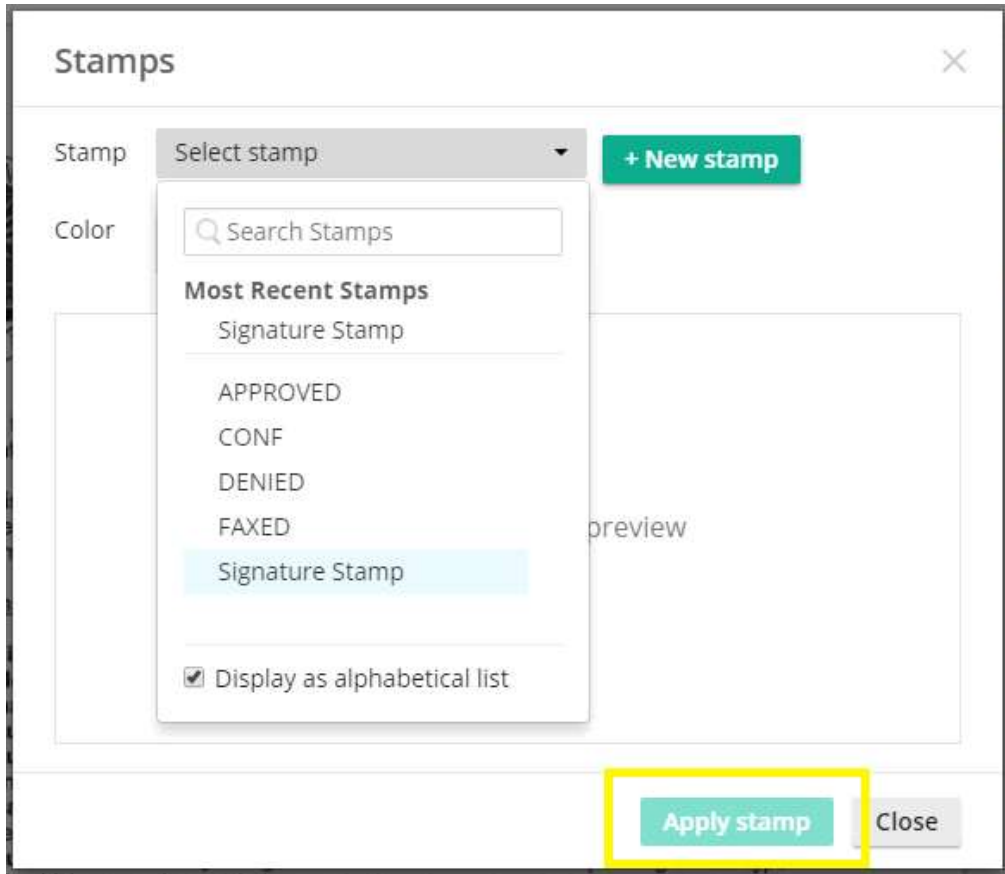 Stamps
Stamp Select stamp + New stamp
Color
Search Stamps
Most Recent Stamps
Signature Stamp
APPROVED
CONF
DENIED
FAXED
preview
Signature Stamp
Display as alphabetical list
Apply stamp Close